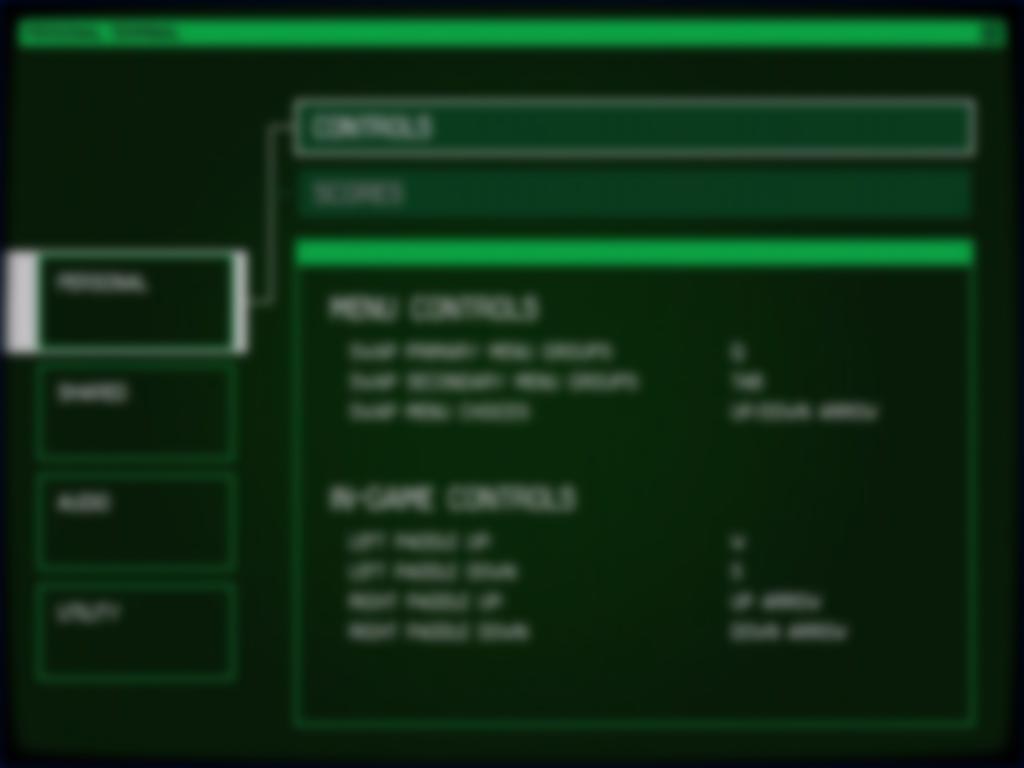 CONTROLS
SCORES
PERSONAL
SHARED
AUDIO
UTILITY
MENU CONTROLS
SWAP PRIMARY MENU GROUPS Q
SWAP SECONDARY MENU GROUPS TAB
SWAP MENU CHOICES UP/DOWN ARROW
IN-GAME CONTROLS
LEFT PADDLE UP W
LEFT PADDLE DOWN S
RIGHT PADDLE UP UP ARROW
RIGHT PADDLE DOWN DOWN ARROW